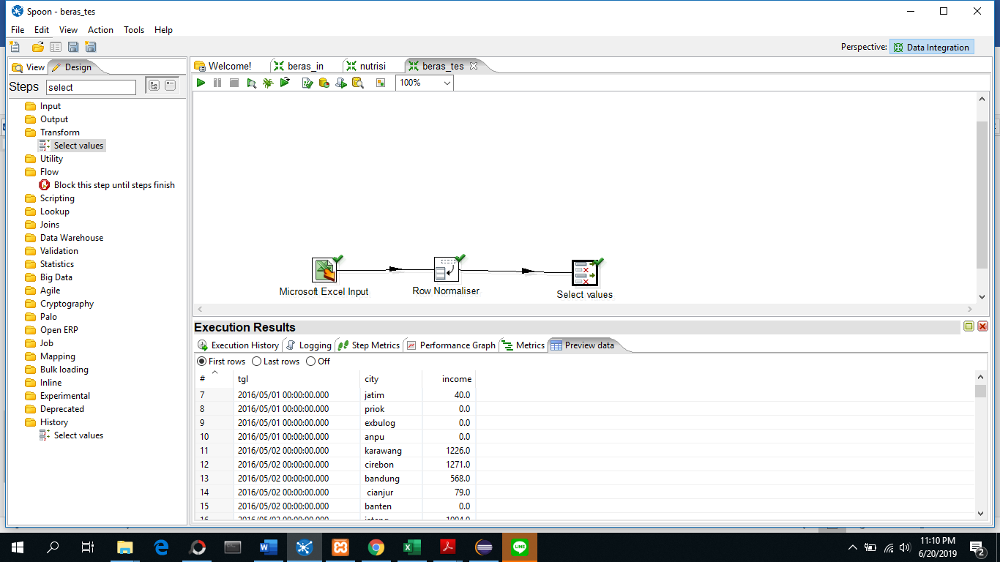 Spoon - beras_tes
File Edit View Action Tools Help
Perspective: Data Integration
View Design
Welcome! beras_in nutrisi beras_tes
Steps select
100%
Input
Output
Transform
Select values
Utility
Flow
Block this step until steps finish
Scripting
Lookup
Joins
Data Warehouse
Validation
Statistics
Big Data
Agile
Cryptography
Palo
Open ERP
Job
Mapping
Bulk loading
Inline
Experimental
Deprecated
History
Select values
Microsoft Excel Input Row Normaliser Select values
Execution Results
Execution History Logging Step Metrics Performance Graph Metrics Preview data
First rows Last rows Off
# tgl city income
7 2016/05/01 00:00:00.000 jatim 40.0
8 2016/05/01 00:00:00.000 priok 0.0
9 2016/05/01 00:00:00.000 exbulog 0.0
10 2016/05/01 00:00:00.000 anpu 0.0
11 2016/05/02 00:00:00.000 karawang 1226.0
12 2016/05/02 00:00:00.000 cirebon 1271.0
13 2016/05/02 00:00:00.000 bandung 568.0
14 2016/05/02 00:00:00.000 cianjur 79.0
15 2016/05/02 00:00:00.000 banten 0.0
LINE
11:10 PM
6/20/2019
2